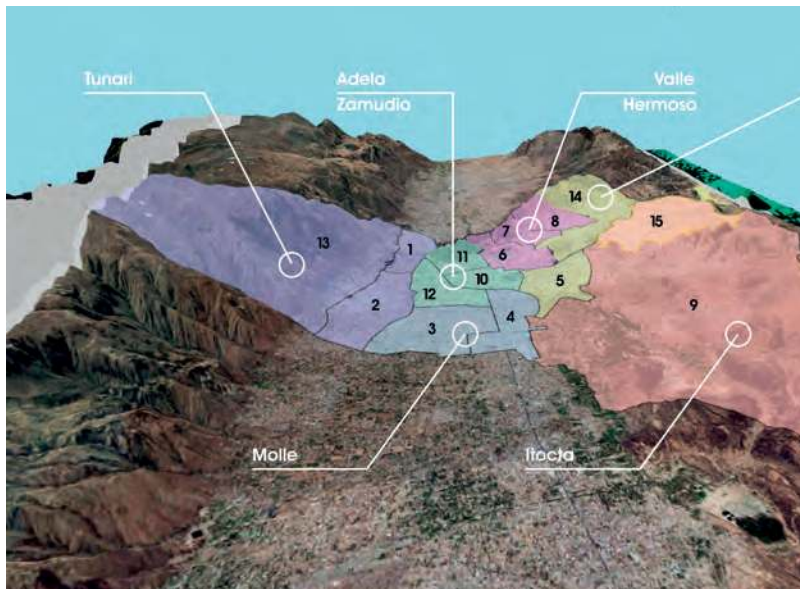 Tunari
Adela
Zamudio
Valle
Hermoso
14
15
13
1
7
8
11
6
10
5
12
2
9
3
4
Molle
Itocta